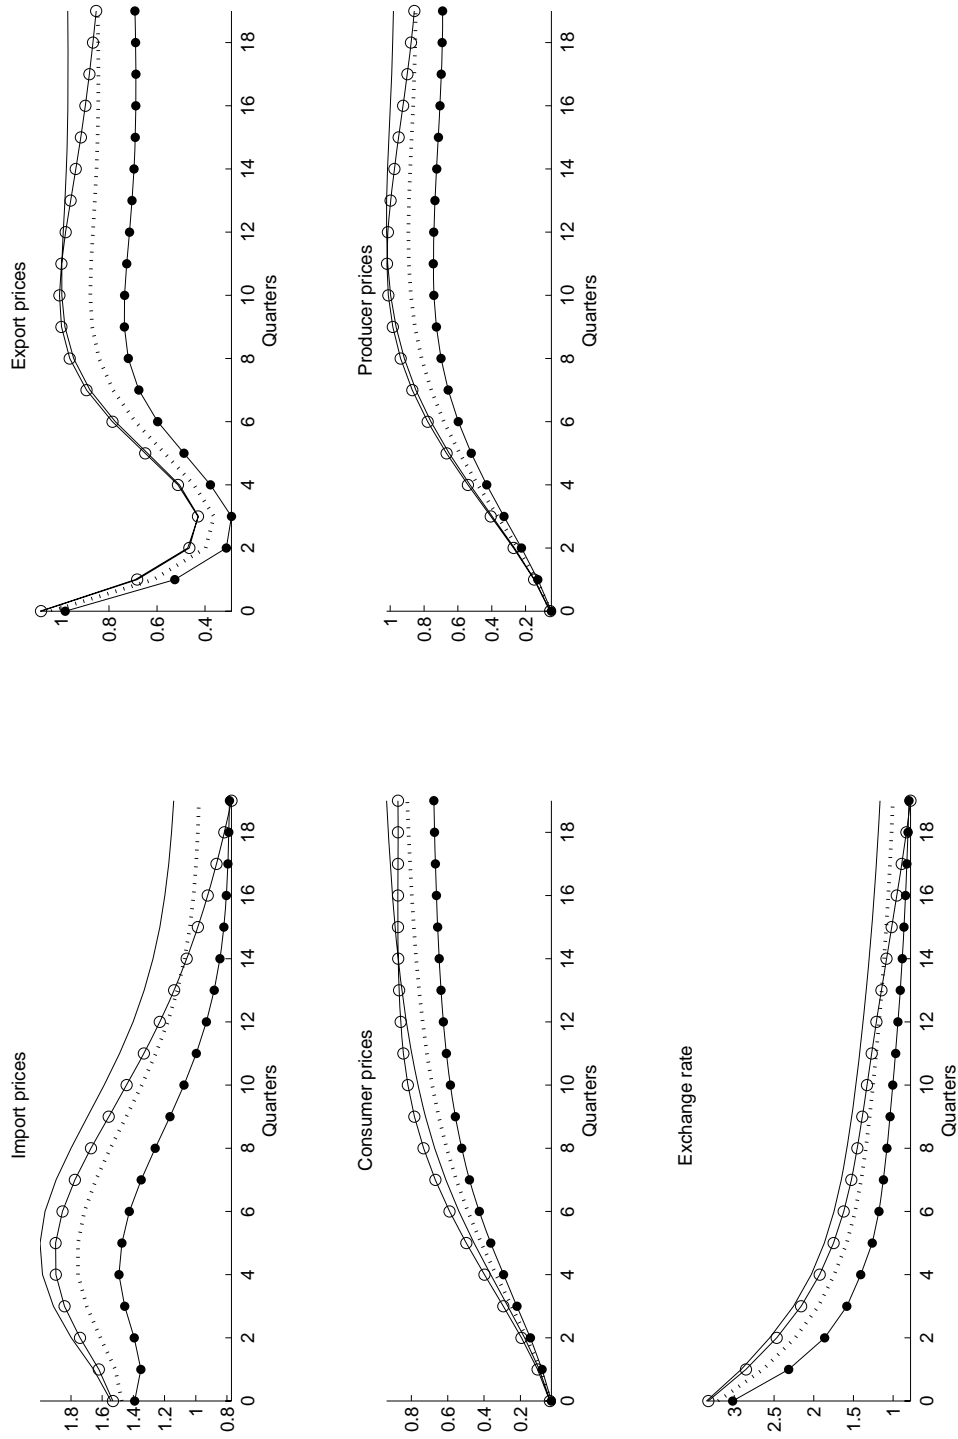 Import prices
1.8
1.6
1.4
1.2
1
0.8
0 2 4 6 8 10 12 14 16 18
Quarters
Export prices
1
0.8
0.6
0.4
0 2 4 6 8 10 12 14 16 18
Quarters
Consumer prices
0.8
0.6
0.4
0.2
0 2 4 6 8 10 12 14 16 18
Quarters
Producer prices
1
0.8
0.6
0.4
0.2
0 2 4 6 8 10 12 14 16 18
Quarters
Exchange rate
3
2.5
2
1.5
1
0 2 4 6 8 10 12 14 16 18
Quarters